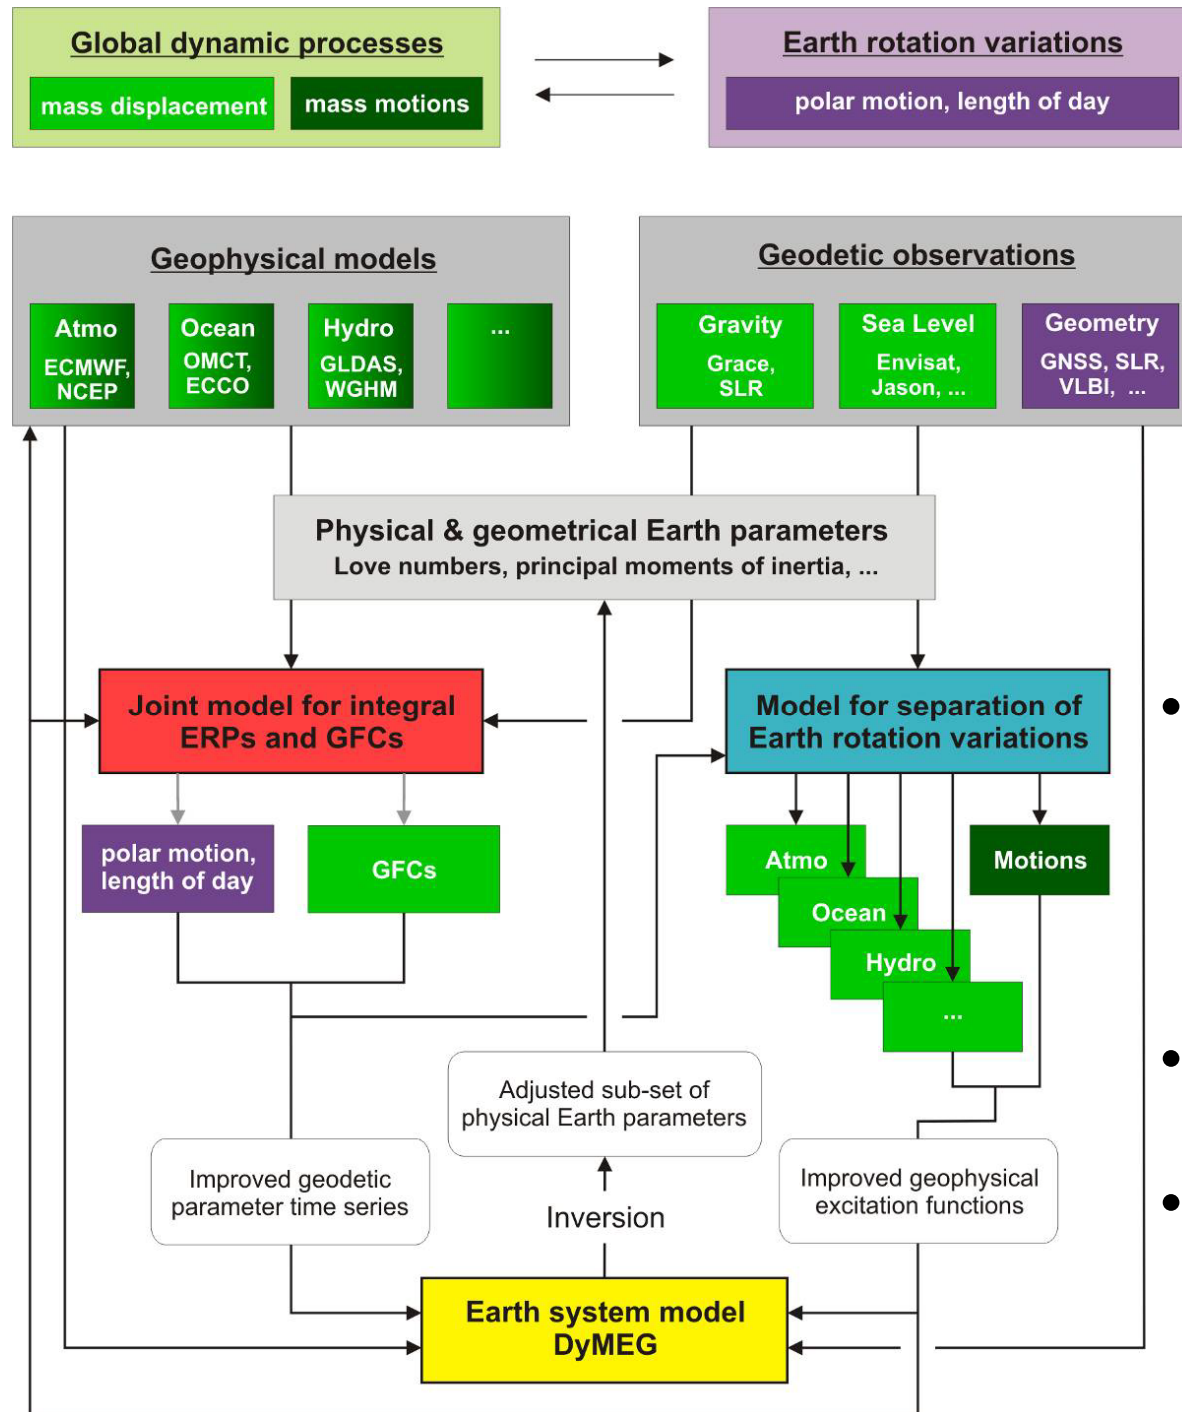 Global dynamic processes
mass displacement
mass motions
Earth rotation variations
polar motion, length of day
Geophysical models
Atmo
ECMWF,
NCEP
Ocean
OMCT,
ECCO
Hydro
GLDAS,
WGHM
...
Geodetic observations
Gravity
Grace,
SLR
Sea Level
Envisat,
Jason, ...
Geometry
GNSS, SLR,
VLBI, ...
Physical & geometrical Earth parameters
Love numbers, principal moments of inertia, ...
Joint model for integral
ERPs and GFCs
Model for separation of
Earth rotation variations
polar motion,
length of day
GFCs
Atmo
Ocean
Hydro
...
Motions
Adjusted sub-set of
physical Earth parameters
Improved geodetic
parameter time series
Inversion
Improved geophysical
excitation functions
Earth system model
DyMEG